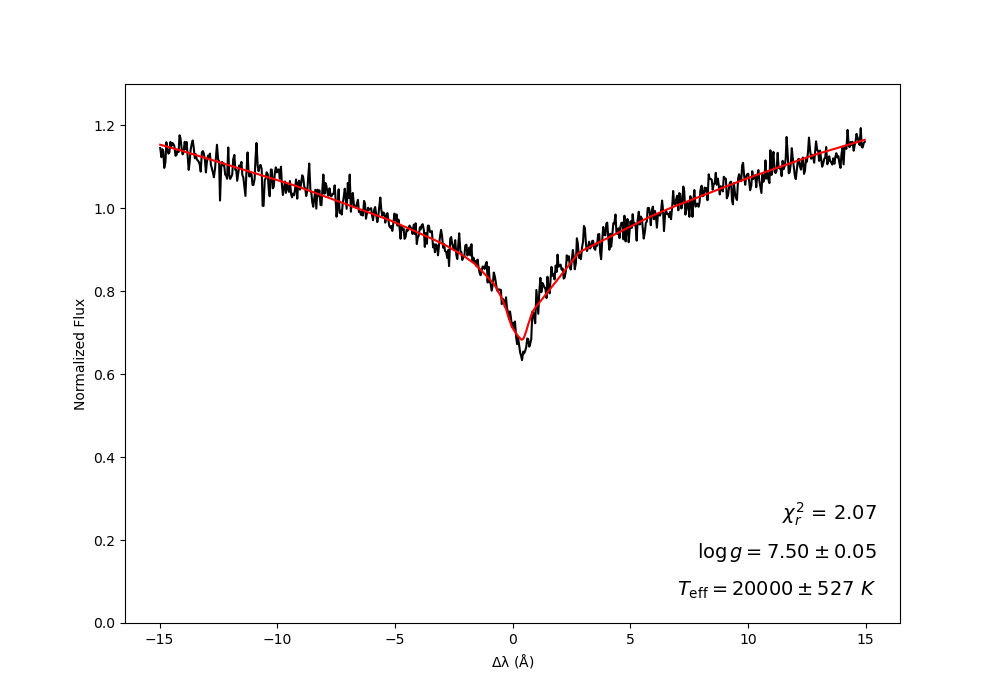 1.2
1.0
0.8
0.6
0.4
0.2
0.0
Normalized Flux
χ²ᵣ = 2.07
log g = 7.50 ± 0.05
T_eff = 20000 ± 527 K
−15 −10 −5 0 5 10 15
Δλ (Å)